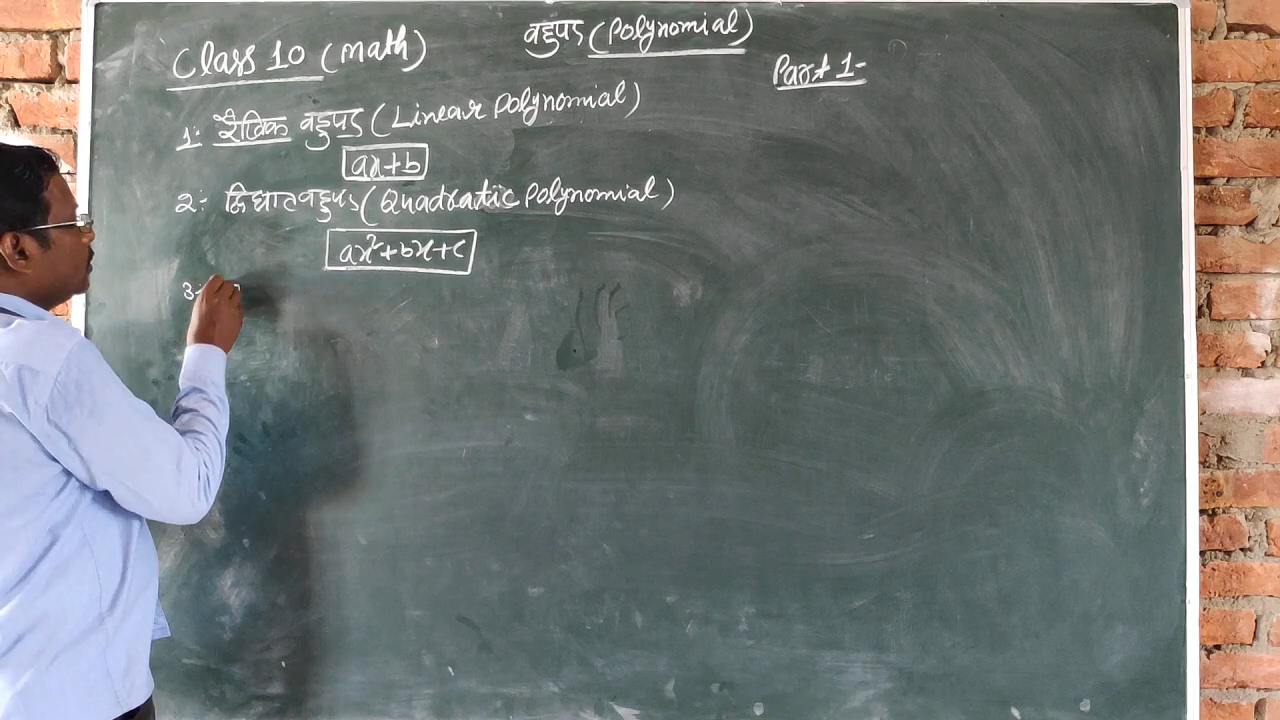 Class 10 (Math)
बहुपद (Polynomial)
Part 1-
1:- रैखिक बहुपद (Linear Polynomial)
ax+b
2:- द्विघात बहुपद (Quadratic Polynomial)
ax²+bx+c
3:-